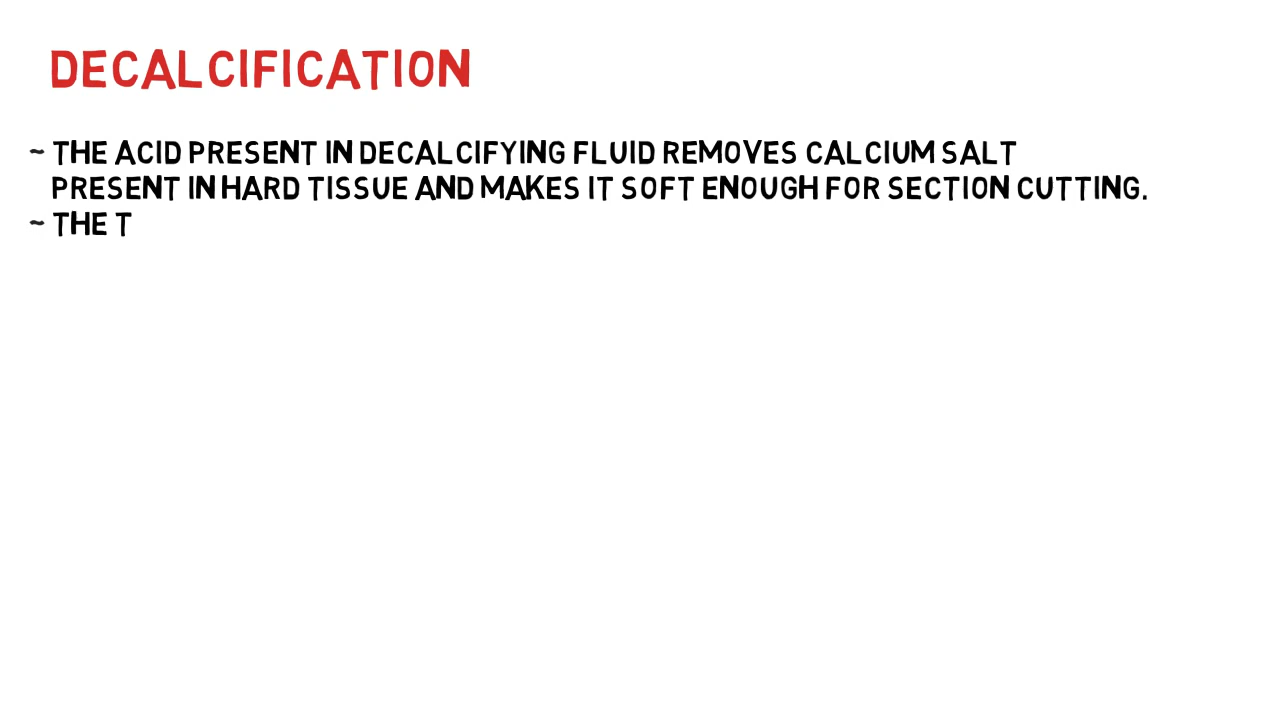 DECALCIFICATION
~ THE ACID PRESENT IN DECALCIFYING FLUID REMOVES CALCIUM SALT
PRESENT IN HARD TISSUE AND MAKES IT SOFT ENOUGH FOR SECTION CUTTING.
~ THE T